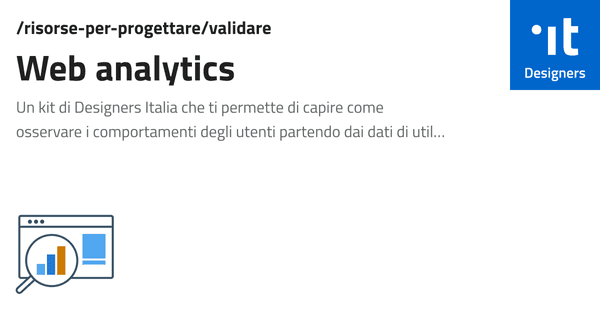 /risorse-per-progettare/validare
Web analytics
Un kit di Designers Italia che ti permette di capire come
osservare i comportamenti degli utenti partendo dai dati di util…
it
Designers